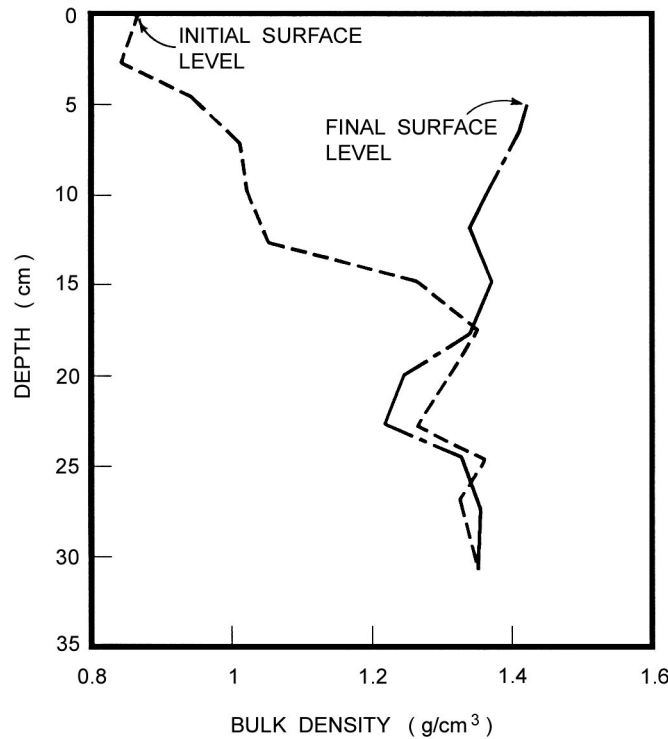 0
INITIAL SURFACE
LEVEL
5
FINAL SURFACE
LEVEL
10
15
DEPTH (cm)
20
25
30
35
0.8 1 1.2 1.4 1.6
BULK DENSITY (g/cm³)